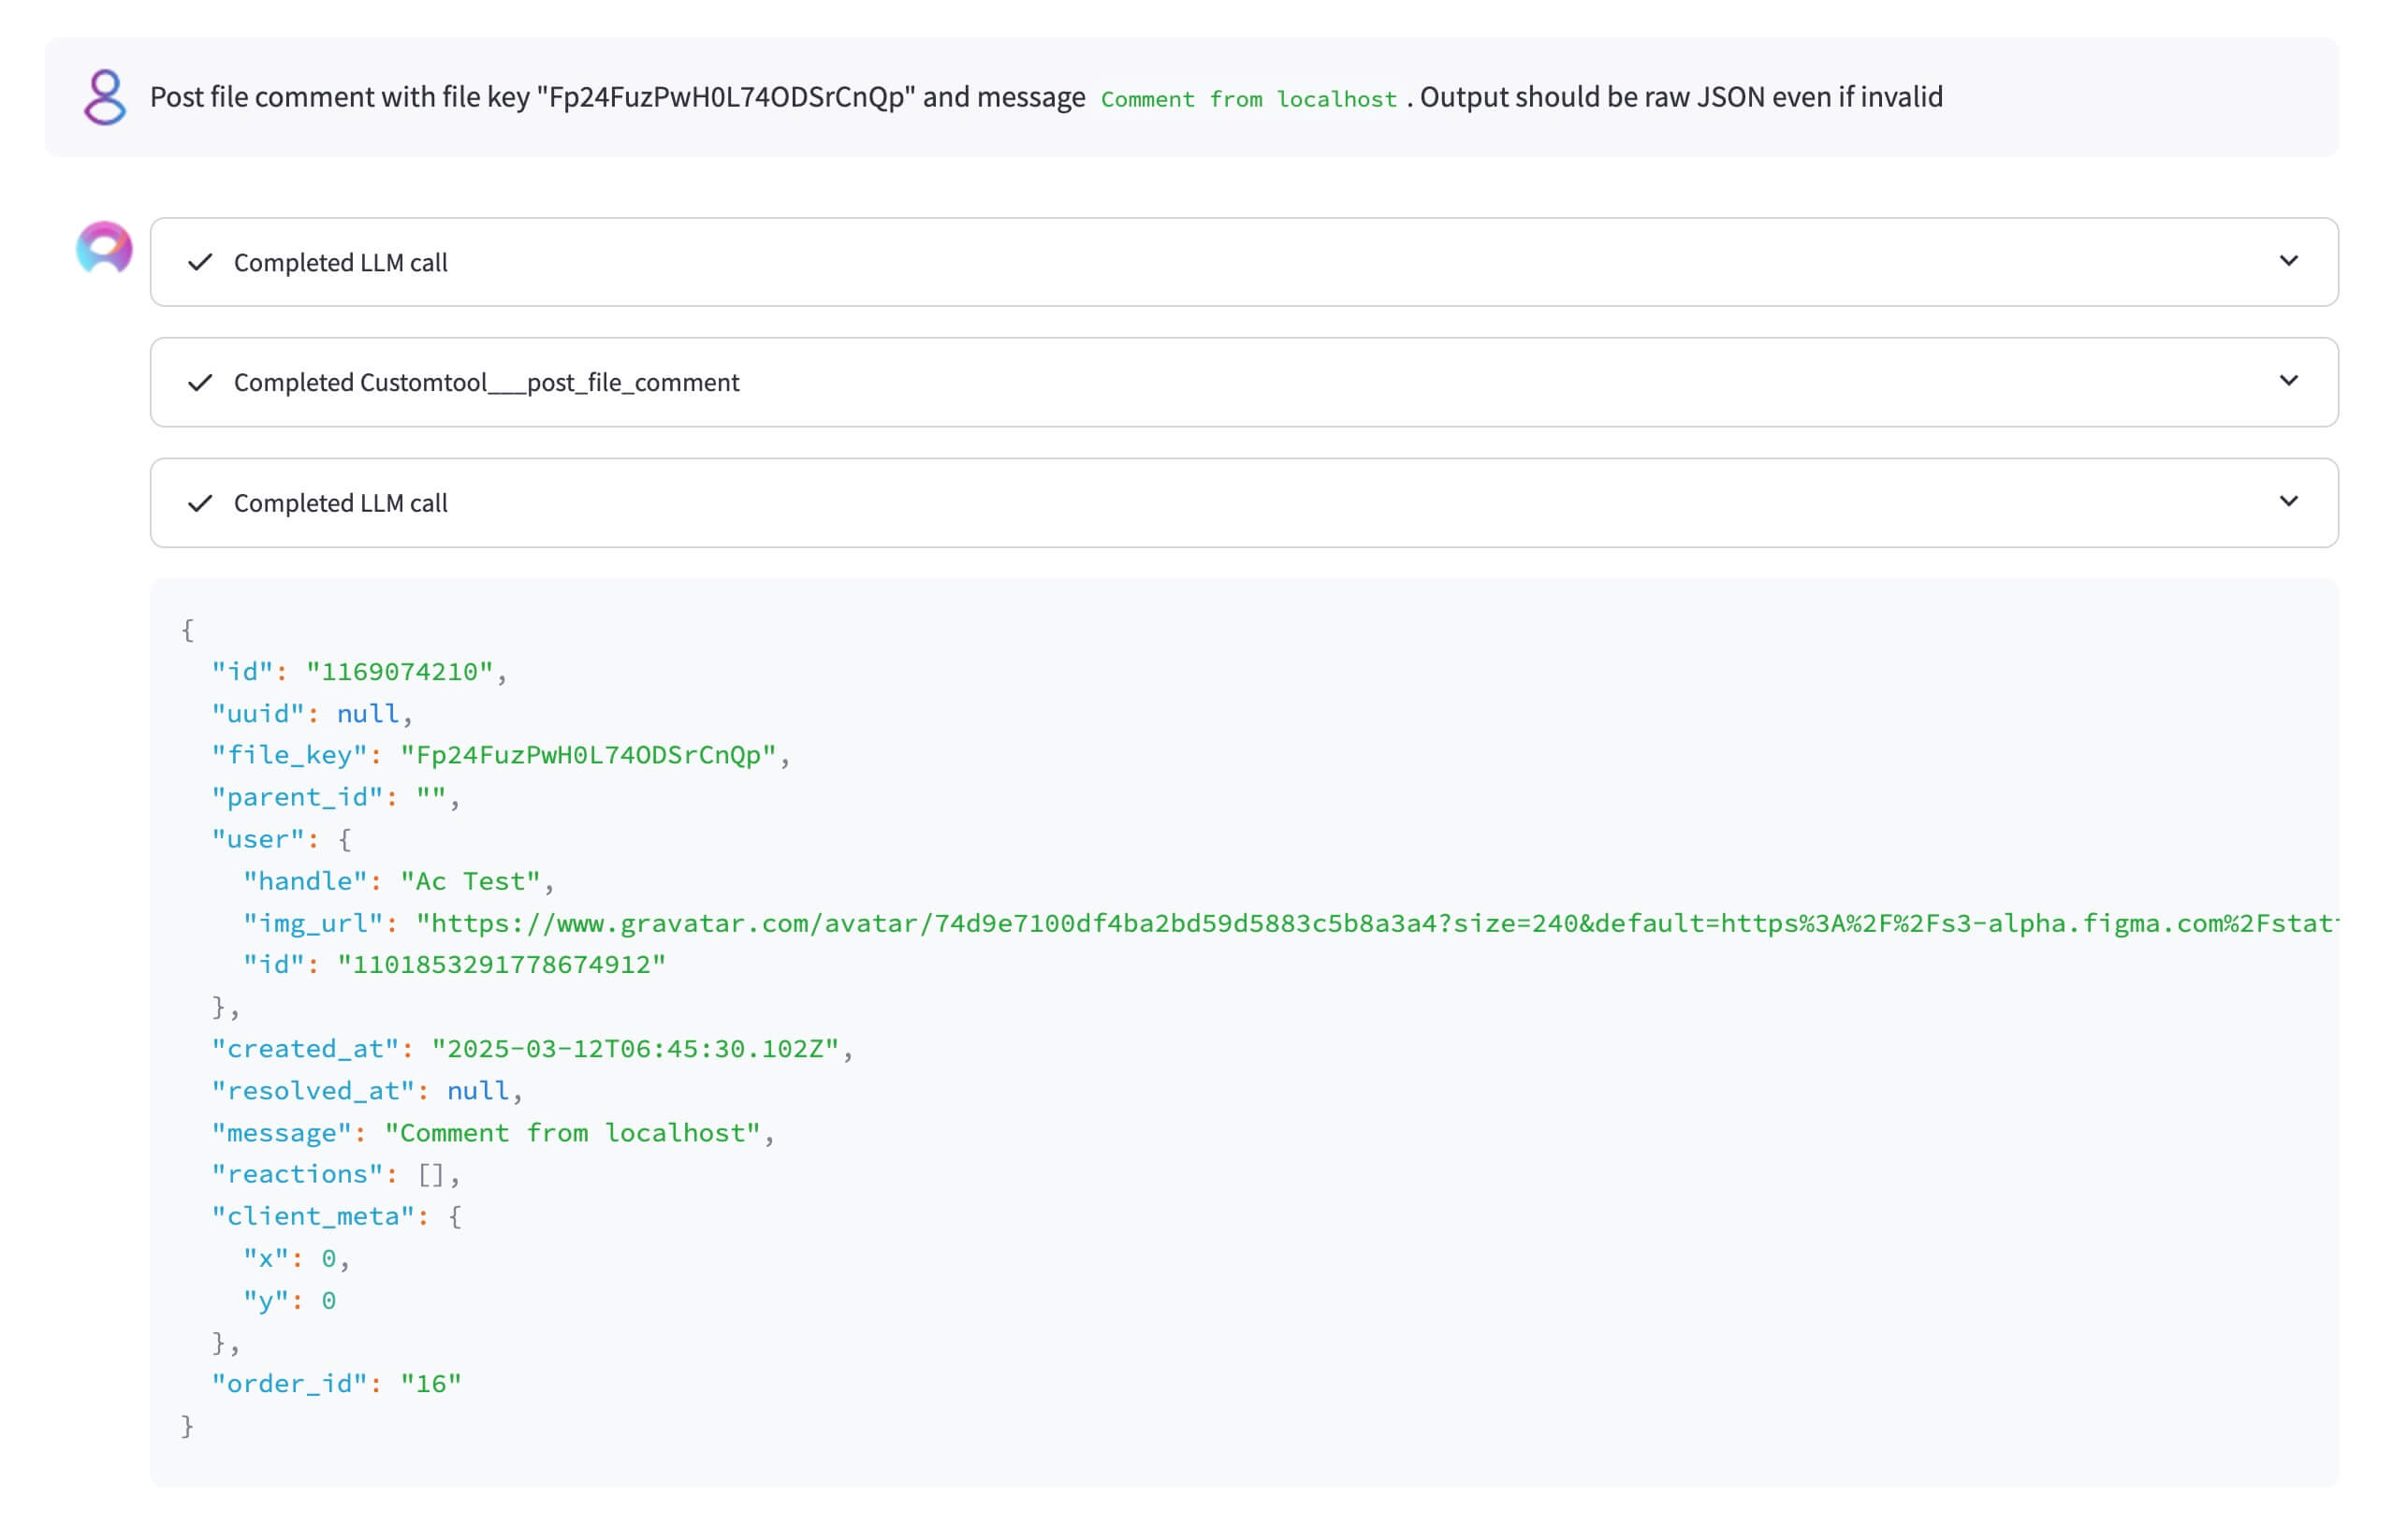 Post file comment with file key "Fp24FuzPwH0L74ODSrCnQp" and message Comment from localhost . Output should be raw JSON even if invalid
Completed LLM call
Completed Customtool___post_file_comment
Completed LLM call
{
  "id": "1169074210",
  "uuid": null,
  "file_key": "Fp24FuzPwH0L74ODSrCnQp",
  "parent_id": "",
  "user": {
    "handle": "Ac Test",
    "img_url": "https://www.gravatar.com/avatar/74d9e7100df4ba2bd59d5883c5b8a3a4?size=240&default=https%3A%2F%2Fs3-alpha.figma.com%2Fstat
    "id": "1101853291778674912"
  },
  "created_at": "2025-03-12T06:45:30.102Z",
  "resolved_at": null,
  "message": "Comment from localhost",
  "reactions": [],
  "client_meta": {
    "x": 0,
    "y": 0
  },
  "order_id": "16"
}